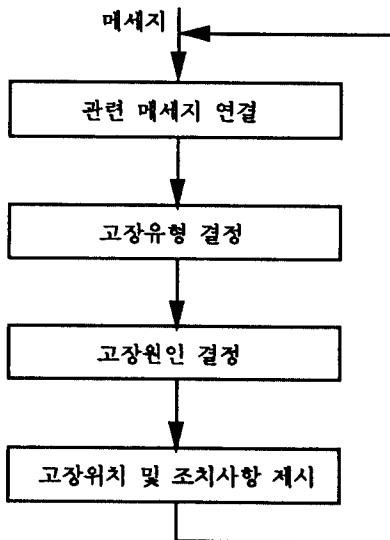 메세지
관련 메세지 연결
고장유형 결정
고장원인 결정
고장위치 및 조치사항 제시